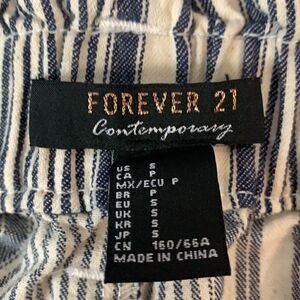 FOREVER 21
Contemporary
US S
CA P
MX/ECU P
BR P
EU S
UK S
KR S
JP S
CN 160/66A
MADE IN CHINA